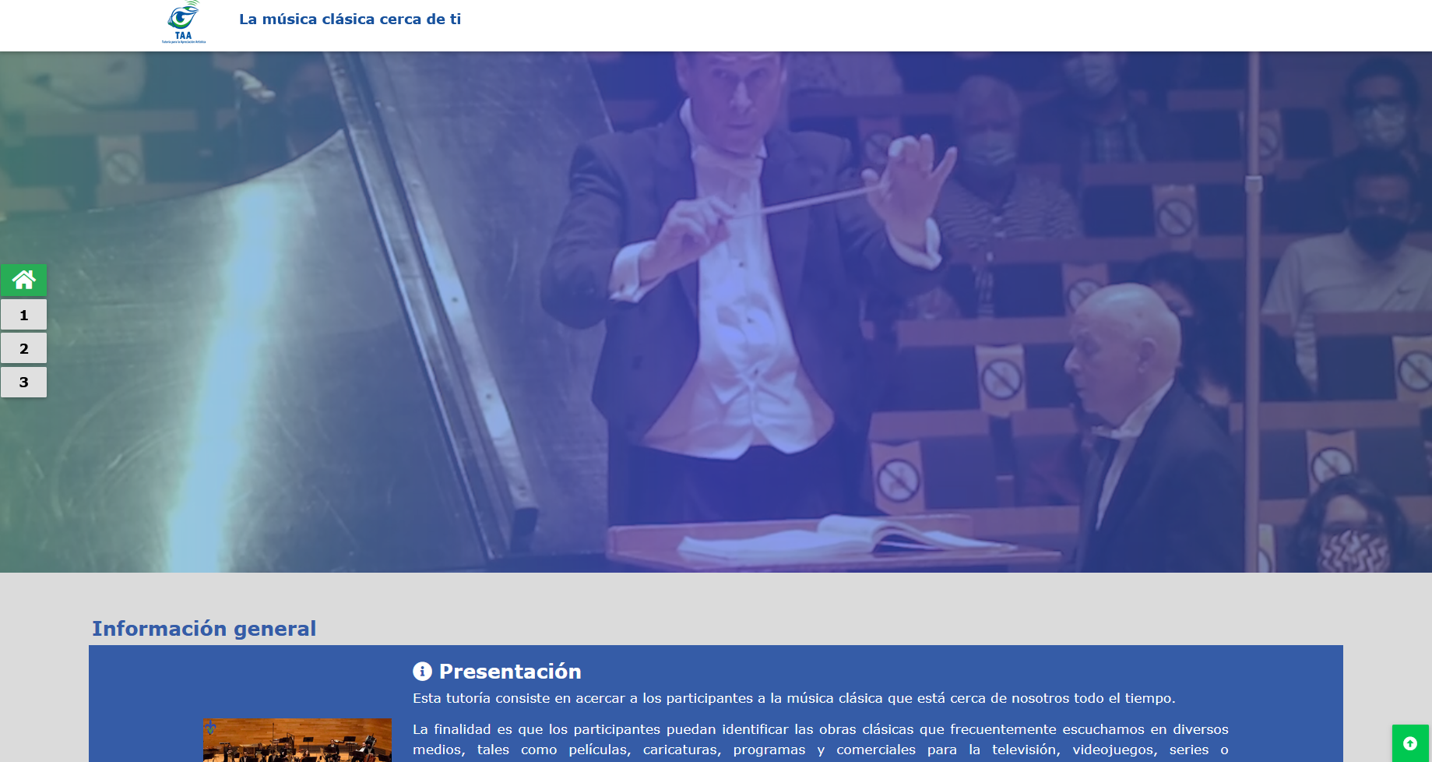 TAA
La música clásica cerca de ti
1
2
3
Información general
Presentación
Esta tutoría consiste en acercar a los participantes a la música clásica que está cerca de nosotros todo el tiempo.
La finalidad es que los participantes puedan identificar las obras clásicas que frecuentemente escuchamos en diversos
medios, tales como películas, caricaturas, programas y comerciales para la televisión, videojuegos, series o